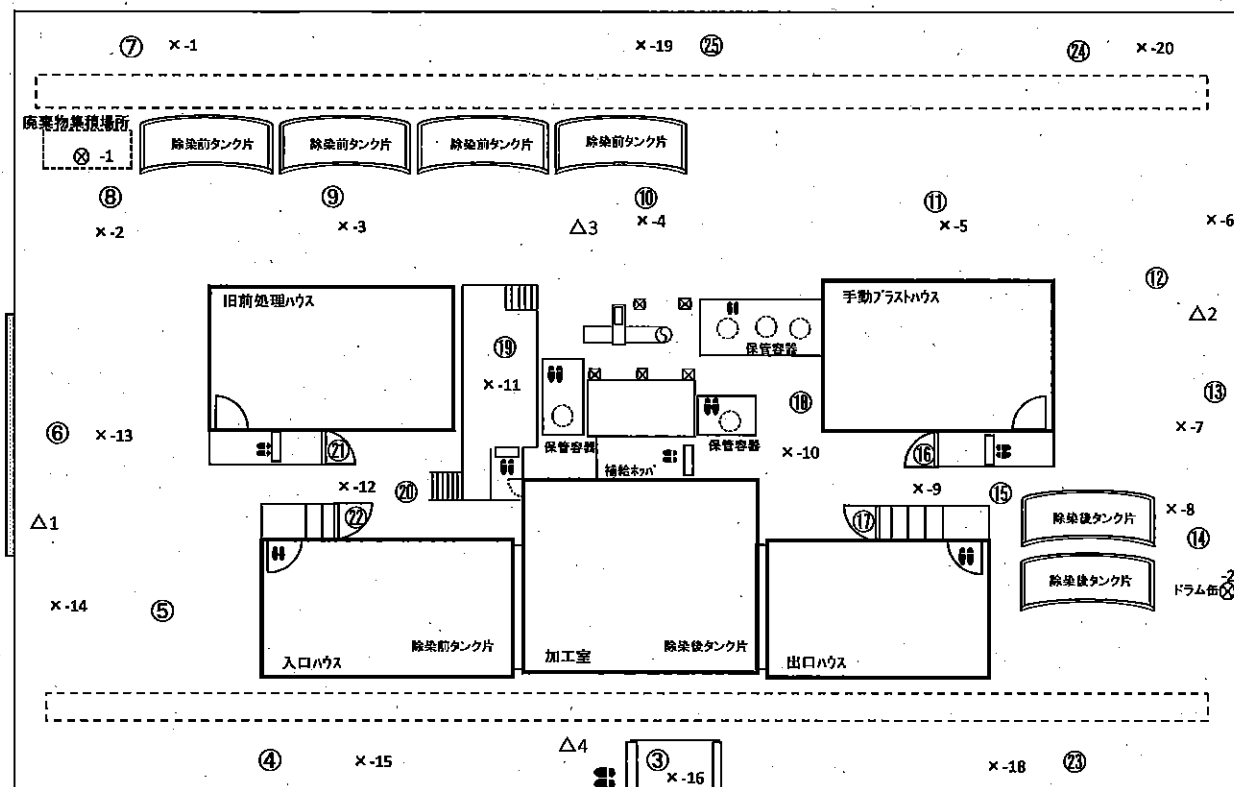 ⑦ ×-1 ×-19 ㉕ ㉔ ×-20
廃棄物集積場所
⊗ -1 除染前タンク片 除染前タンク片 除染前タンク片 除染前タンク片
⑧ ⑨ ⑩ ⑪
×-2 ×-3 △3 ×-4 ×-5 ×-6
⑫
旧前処理ハウス 手動ブラストハウス
△2
⑲ 保管容器
×-11 ⑱ ⑬
⑥ ×-13 ×-7
保管容器 保管容器
㉑ ×-10 ⑯
補給ホッパ
×-12 ⑳ ×-9 ⑮
△1 ㉒ ⑰ 除染後タンク片 ×-8
⑭
除染後タンク片 -2
ドラム缶⊗
×-14 ⑤
除染前タンク片 除染後タンク片
入口ハウス 加工室 出口ハウス
△4
④ ×-15 ③ ×-16 ×-18 ㉓